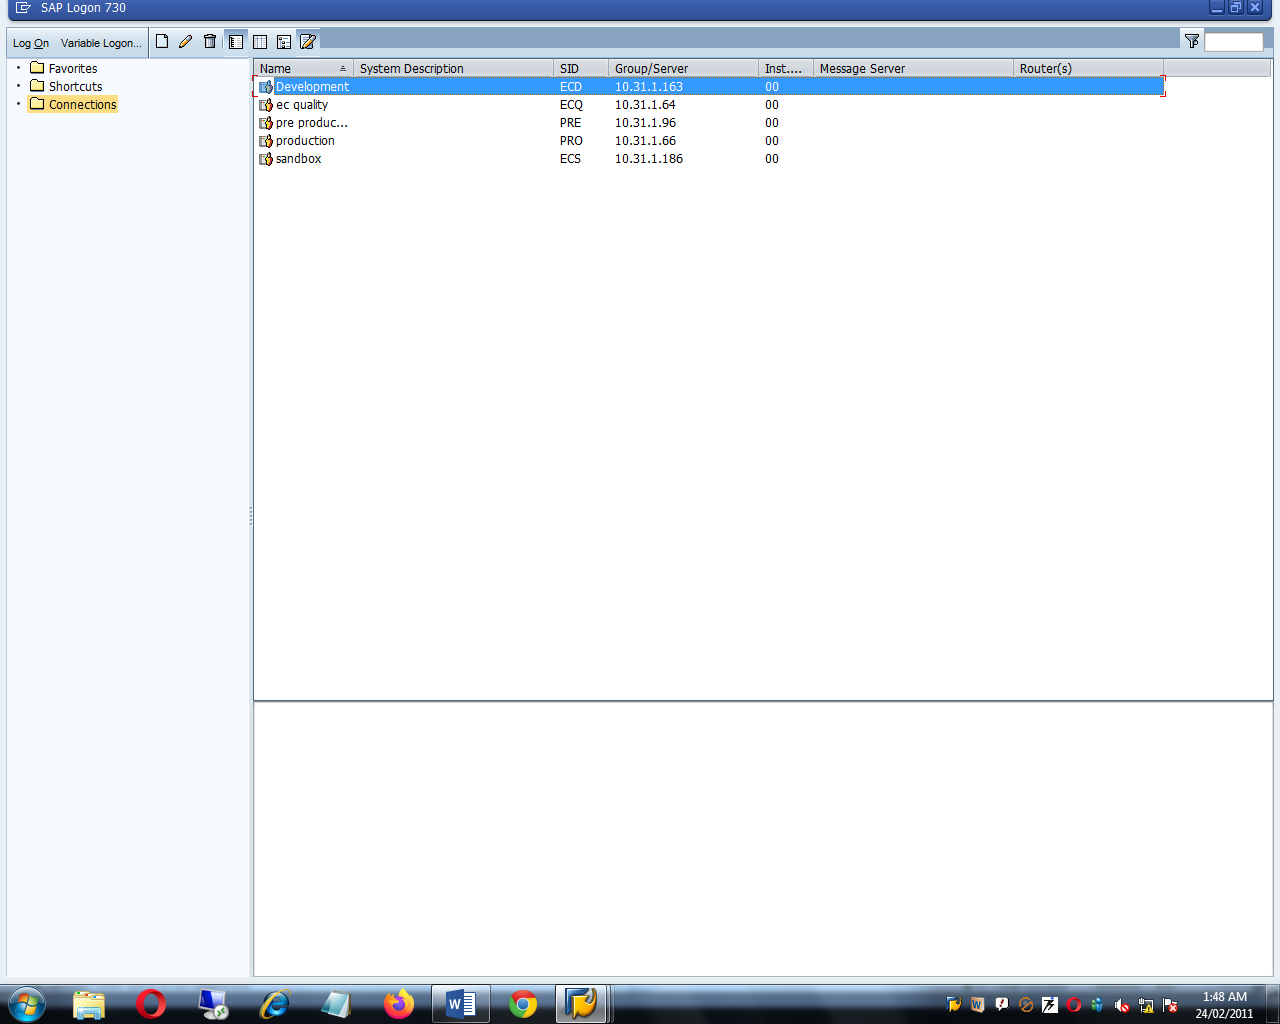 SAP Logon 730
Log On Variable Logon...
Favorites
Shortcuts
Connections
Name System Description SID Group/Server Inst.... Message Server Router(s)
Development ECD 10.31.1.163 00
ec quality ECQ 10.31.1.64 00
pre produc... PRE 10.31.1.96 00
production PRO 10.31.1.66 00
sandbox ECS 10.31.1.186 00
1:48 AM
24/02/2011